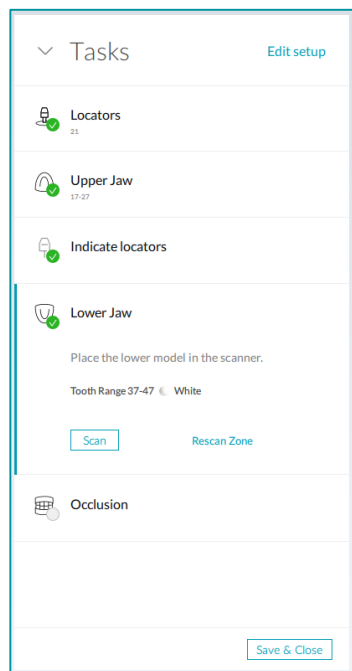 Tasks
Edit setup
Locators
21
Upper Jaw
17-27
Indicate locators
Lower Jaw
Place the lower model in the scanner.
Tooth Range 37-47 White
Scan
Rescan Zone
Occlusion
Save & Close